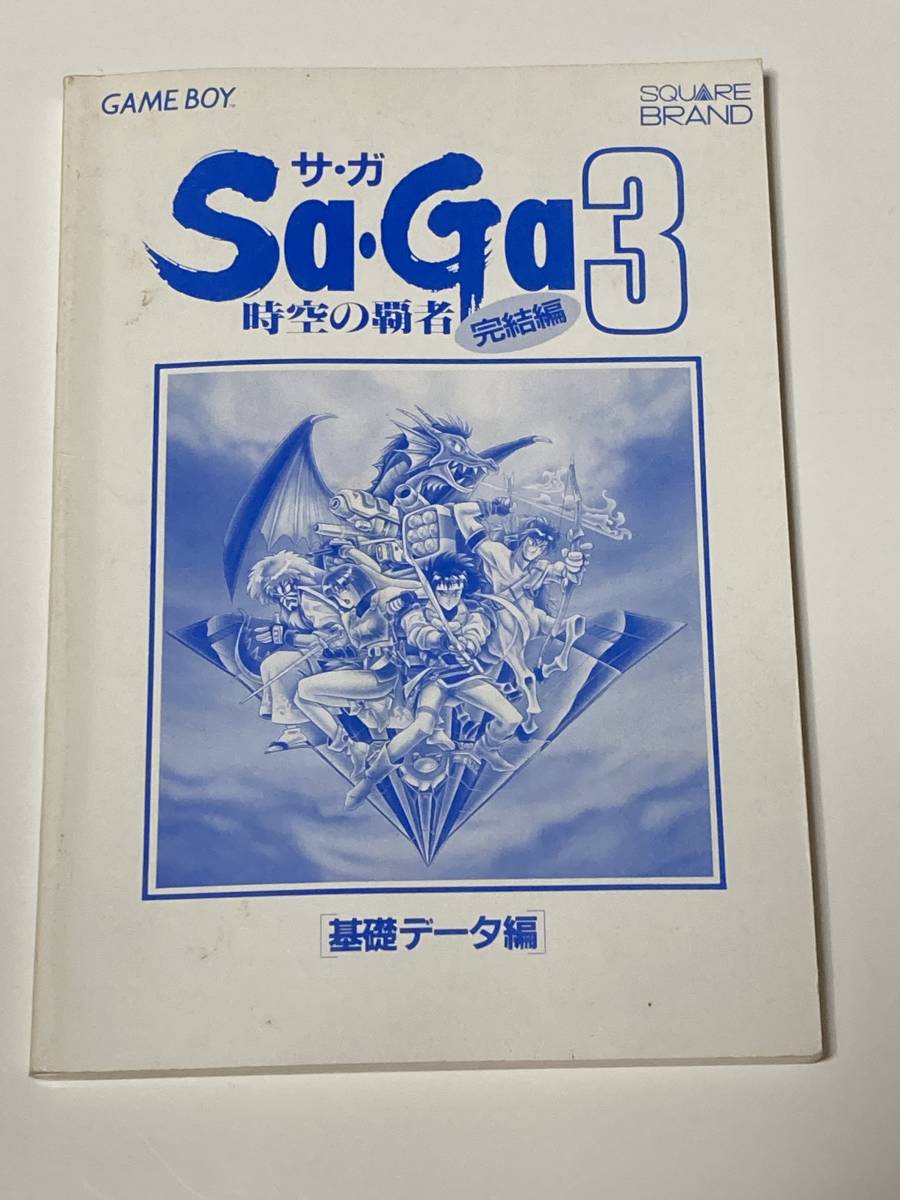 GAME BOY™
SQUARE
BRAND
サ・ガ
Sa・Ga3
時空の覇者
完結編
[基礎データ編]